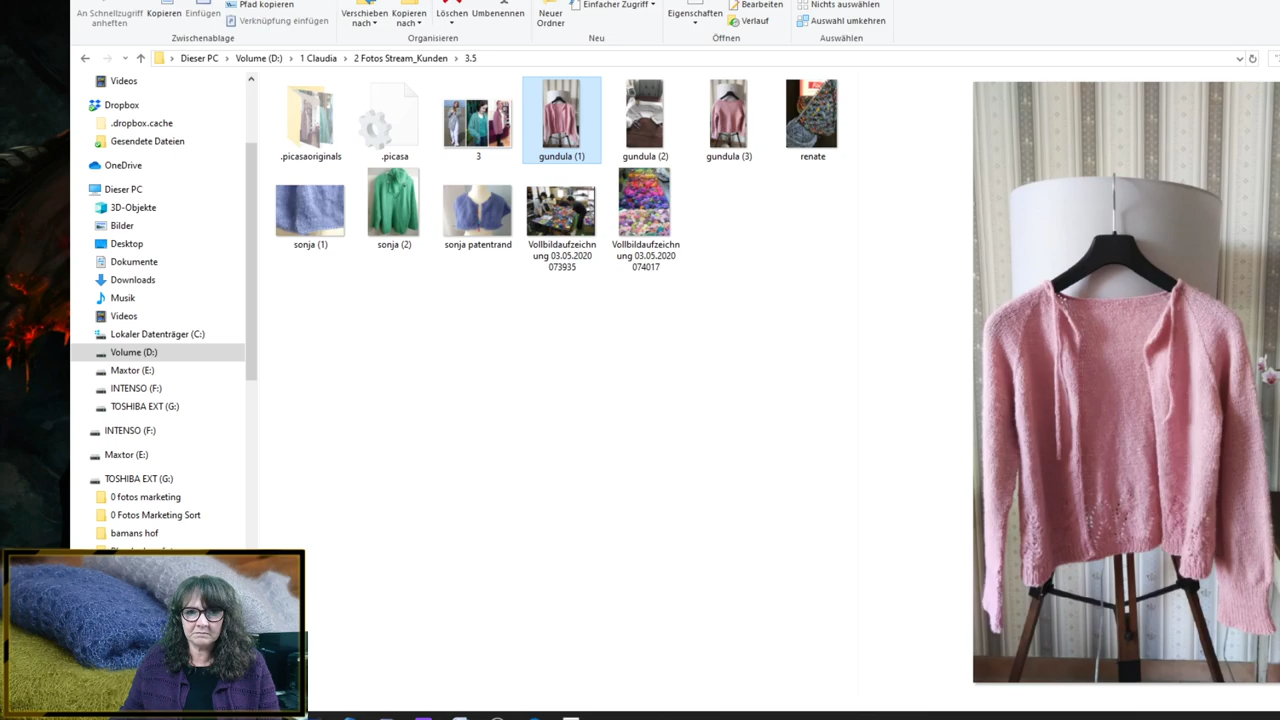 An Schnellzugriff anheften
Kopieren
Einfügen
Pfad kopieren
Verknüpfung einfügen
Zwischenablage
Verschieben nach
Kopieren nach
Löschen
Umbenennen
Organisieren
Neuer Ordner
Einfacher Zugriff
Neu
Eigenschaften
Bearbeiten
Verlauf
Öffnen
Nichts auswählen
Auswahl umkehren
Auswählen
Dieser PC > Volume (D:) > 1 Claudia > 2 Fotos Stream_Kunden > 3.5
Videos
Dropbox
.dropbox.cache
Gesendete Dateien
OneDrive
Dieser PC
3D-Objekte
Bilder
Desktop
Dokumente
Downloads
Musik
Videos
Lokaler Datenträger (C:)
Volume (D:)
Maxtor (E:)
INTENSO (F:)
TOSHIBA EXT (G:)
INTENSO (F:)
Maxtor (E:)
TOSHIBA EXT (G:)
0 fotos marketing
0 Fotos Marketing Sort
bamans hof
.picasaoriginals
.picasa
3
gundula (1)
gundula (2)
gundula (3)
renate
sonja (1)
sonja (2)
sonja patentrand
Vollbildaufzeichn
ung 03.05.2020
073935
Vollbildaufzeichn
ung 03.05.2020
074017